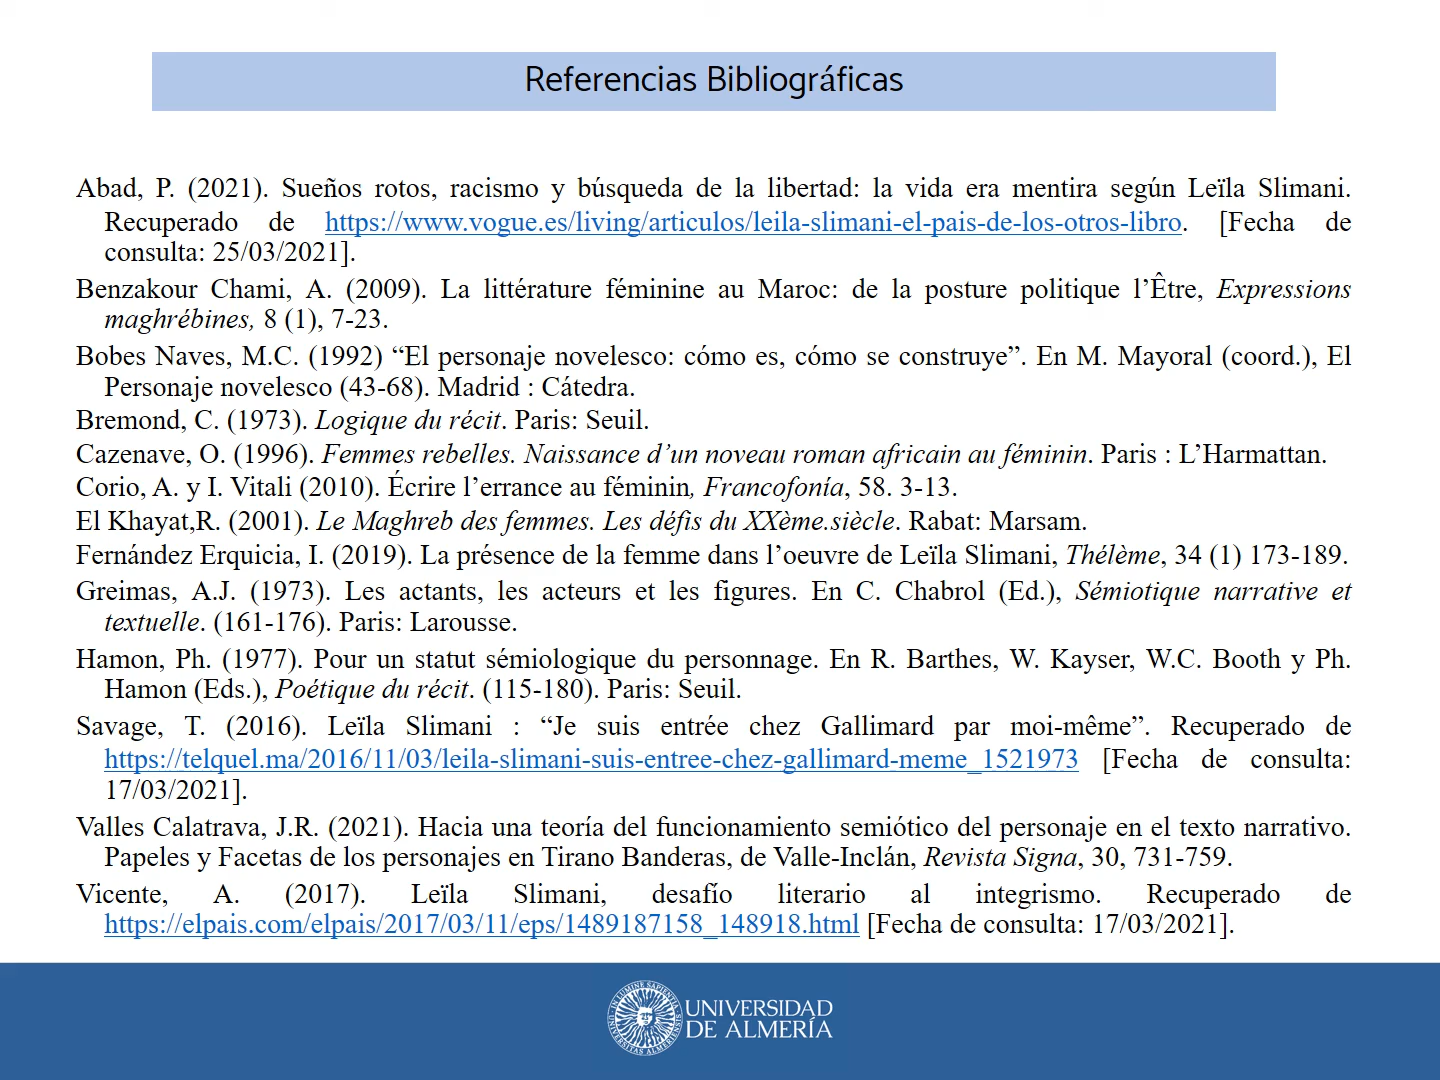 Referencias Bibliográficas
Abad, P. (2021). Sueños rotos, racismo y búsqueda de la libertad: la vida era mentira según Leïla Slimani.
Recuperado de https://www.vogue.es/living/articulos/leila-slimani-el-pais-de-los-otros-libro. [Fecha de
consulta: 25/03/2021].
Benzakour Chami, A. (2009). La littérature féminine au Maroc: de la posture politique l’Être, Expressions
maghrébines, 8 (1), 7-23.
Bobes Naves, M.C. (1992) “El personaje novelesco: cómo es, cómo se construye”. En M. Mayoral (coord.), El
Personaje novelesco (43-68). Madrid : Cátedra.
Bremond, C. (1973). Logique du récit. Paris: Seuil.
Cazenave, O. (1996). Femmes rebelles. Naissance d’un noveau roman africain au féminin. Paris : L’Harmattan.
Corio, A. y I. Vitali (2010). Écrire l’errance au féminin, Francofonía, 58. 3-13.
El Khayat,R. (2001). Le Maghreb des femmes. Les défis du XXème.siècle. Rabat: Marsam.
Fernández Erquicia, I. (2019). La présence de la femme dans l’oeuvre de Leïla Slimani, Thélème, 34 (1) 173-189.
Greimas, A.J. (1973). Les actants, les acteurs et les figures. En C. Chabrol (Ed.), Sémiotique narrative et
textuelle. (161-176). Paris: Larousse.
Hamon, Ph. (1977). Pour un statut sémiologique du personnage. En R. Barthes, W. Kayser, W.C. Booth y Ph.
Hamon (Eds.), Poétique du récit. (115-180). Paris: Seuil.
Savage, T. (2016). Leïla Slimani : “Je suis entrée chez Gallimard par moi-même”. Recuperado de
https://telquel.ma/2016/11/03/leila-slimani-suis-entree-chez-gallimard-meme_1521973 [Fecha de consulta:
17/03/2021].
Valles Calatrava, J.R. (2021). Hacia una teoría del funcionamiento semiótico del personaje en el texto narrativo.
Papeles y Facetas de los personajes en Tirano Banderas, de Valle-Inclán, Revista Signa, 30, 731-759.
Vicente, A. (2017). Leïla Slimani, desafío literario al integrismo. Recuperado de
https://elpais.com/elpais/2017/03/11/eps/1489187158_148918.html [Fecha de consulta: 17/03/2021].
IN LUMINE SAPIENTIA
UNIVERSITAS ALMERIENSIS
UNIVERSIDAD
DE ALMERÍA